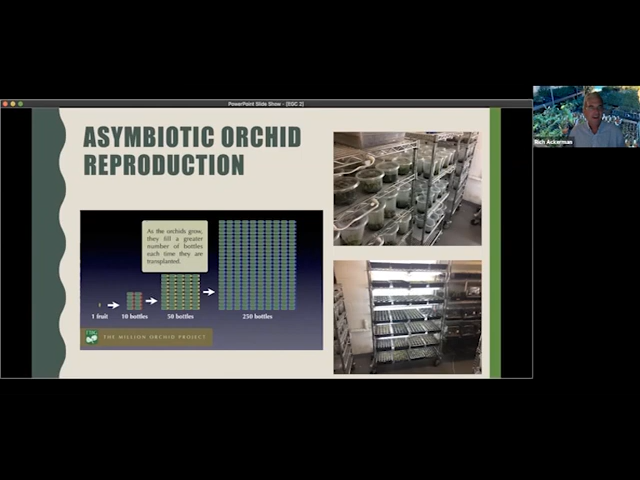 PowerPoint Slide Show - [EGC 2]
Rich Ackerman
ASYMBIOTIC ORCHID
REPRODUCTION
As the orchids grow,
they fill a greater
number of bottles
each time they are
transplanted.
1 fruit
10 bottles
50 bottles
250 bottles
THE MILLION ORCHID PROJECT